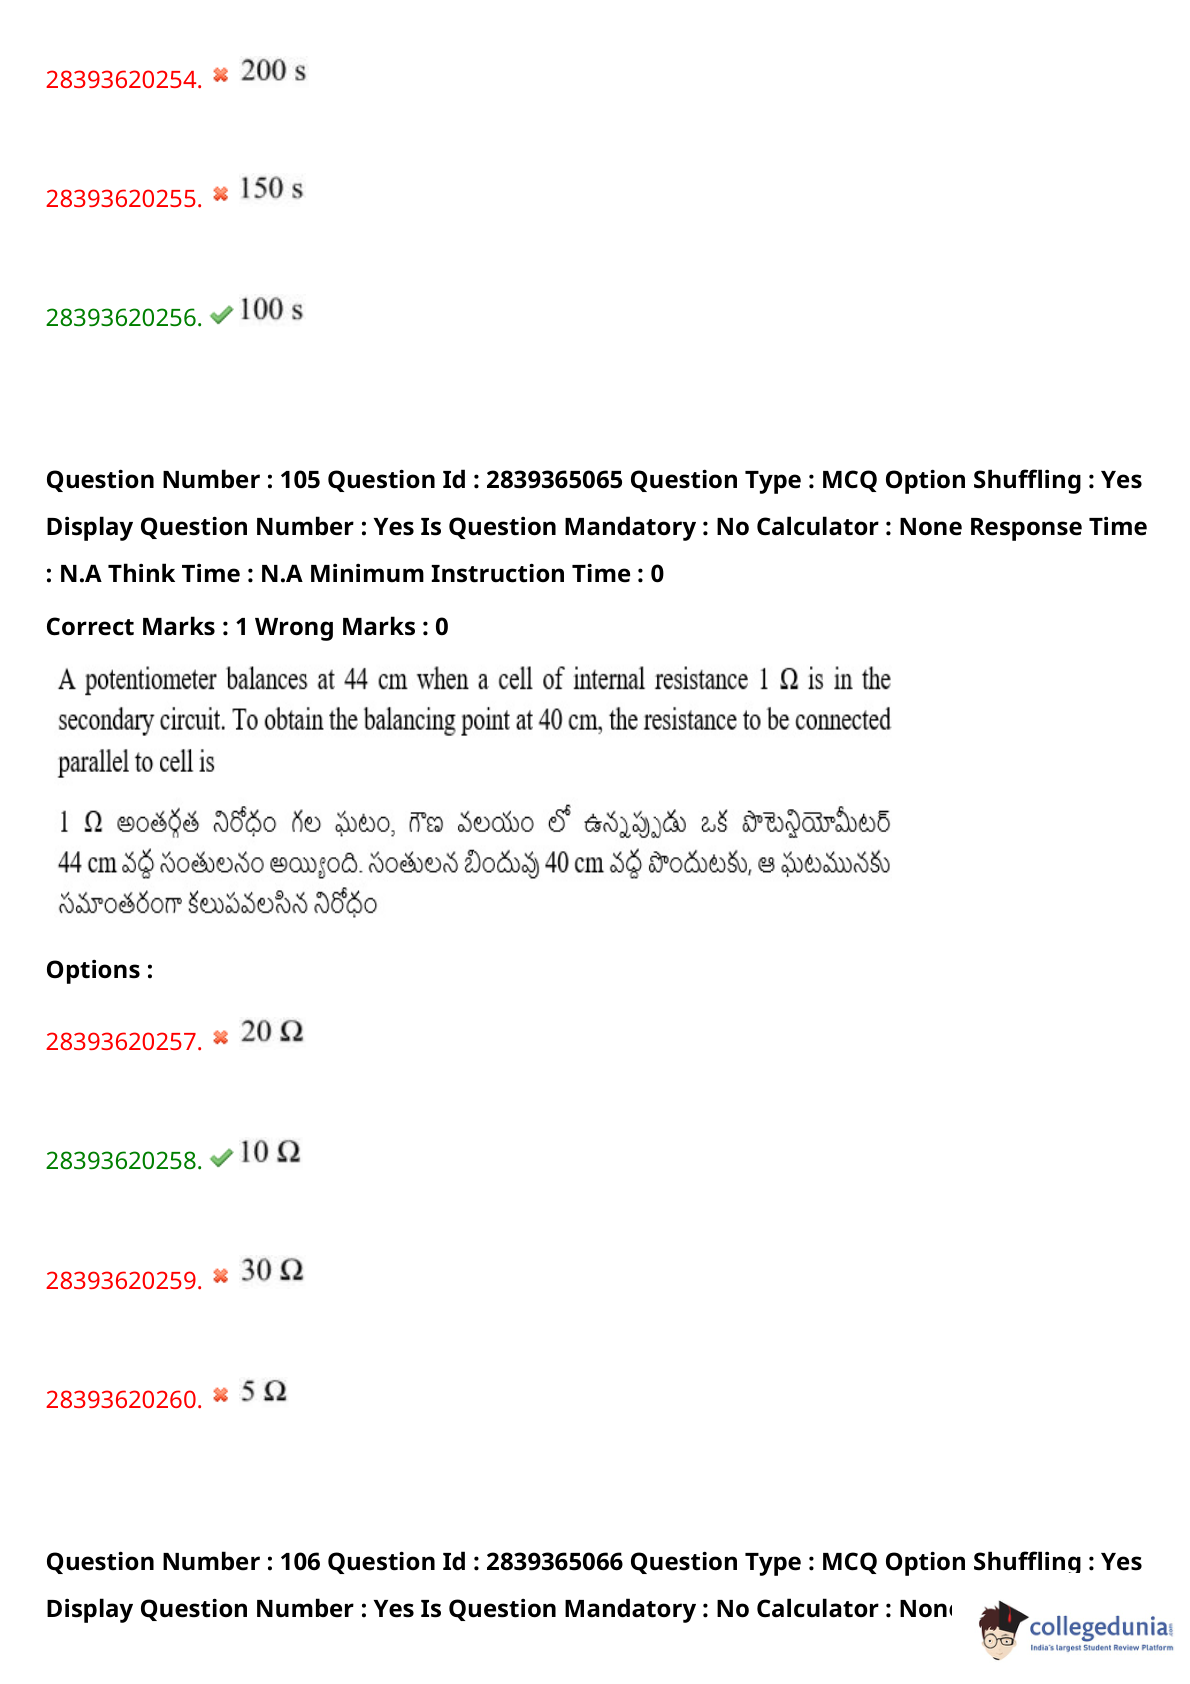 28393620254. 200 s
28393620255. 150 s
28393620256. 100 s
Question Number : 105 Question Id : 2839365065 Question Type : MCQ Option Shuffling : Yes
Display Question Number : Yes Is Question Mandatory : No Calculator : None Response Time
: N.A Think Time : N.A Minimum Instruction Time : 0
Correct Marks : 1 Wrong Marks : 0
A potentiometer balances at 44 cm when a cell of internal resistance 1 Ω is in the
secondary circuit. To obtain the balancing point at 40 cm, the resistance to be connected
parallel to cell is
1 Ω అంతర్గత నిరోధం గల ఘటం, గౌణ వలయం లో ఉన్నప్పుడు ఒక పొటెన్షియోమీటర్
44 cm వద్ద సంతులనం అయ్యింది. సంతులన బిందువు 40 cm వద్ద పొందుటకు, ఆ ఘటమునకు
సమాంతరంగా కలుపవలసిన నిరోధం
Options :
28393620257. 20 Ω
28393620258. 10 Ω
28393620259. 30 Ω
28393620260. 5 Ω
Question Number : 106 Question Id : 2839365066 Question Type : MCQ Option Shuffling : Yes
Display Question Number : Yes Is Question Mandatory : No Calculator : None
collegedunia.com
India's largest Student Review Platform